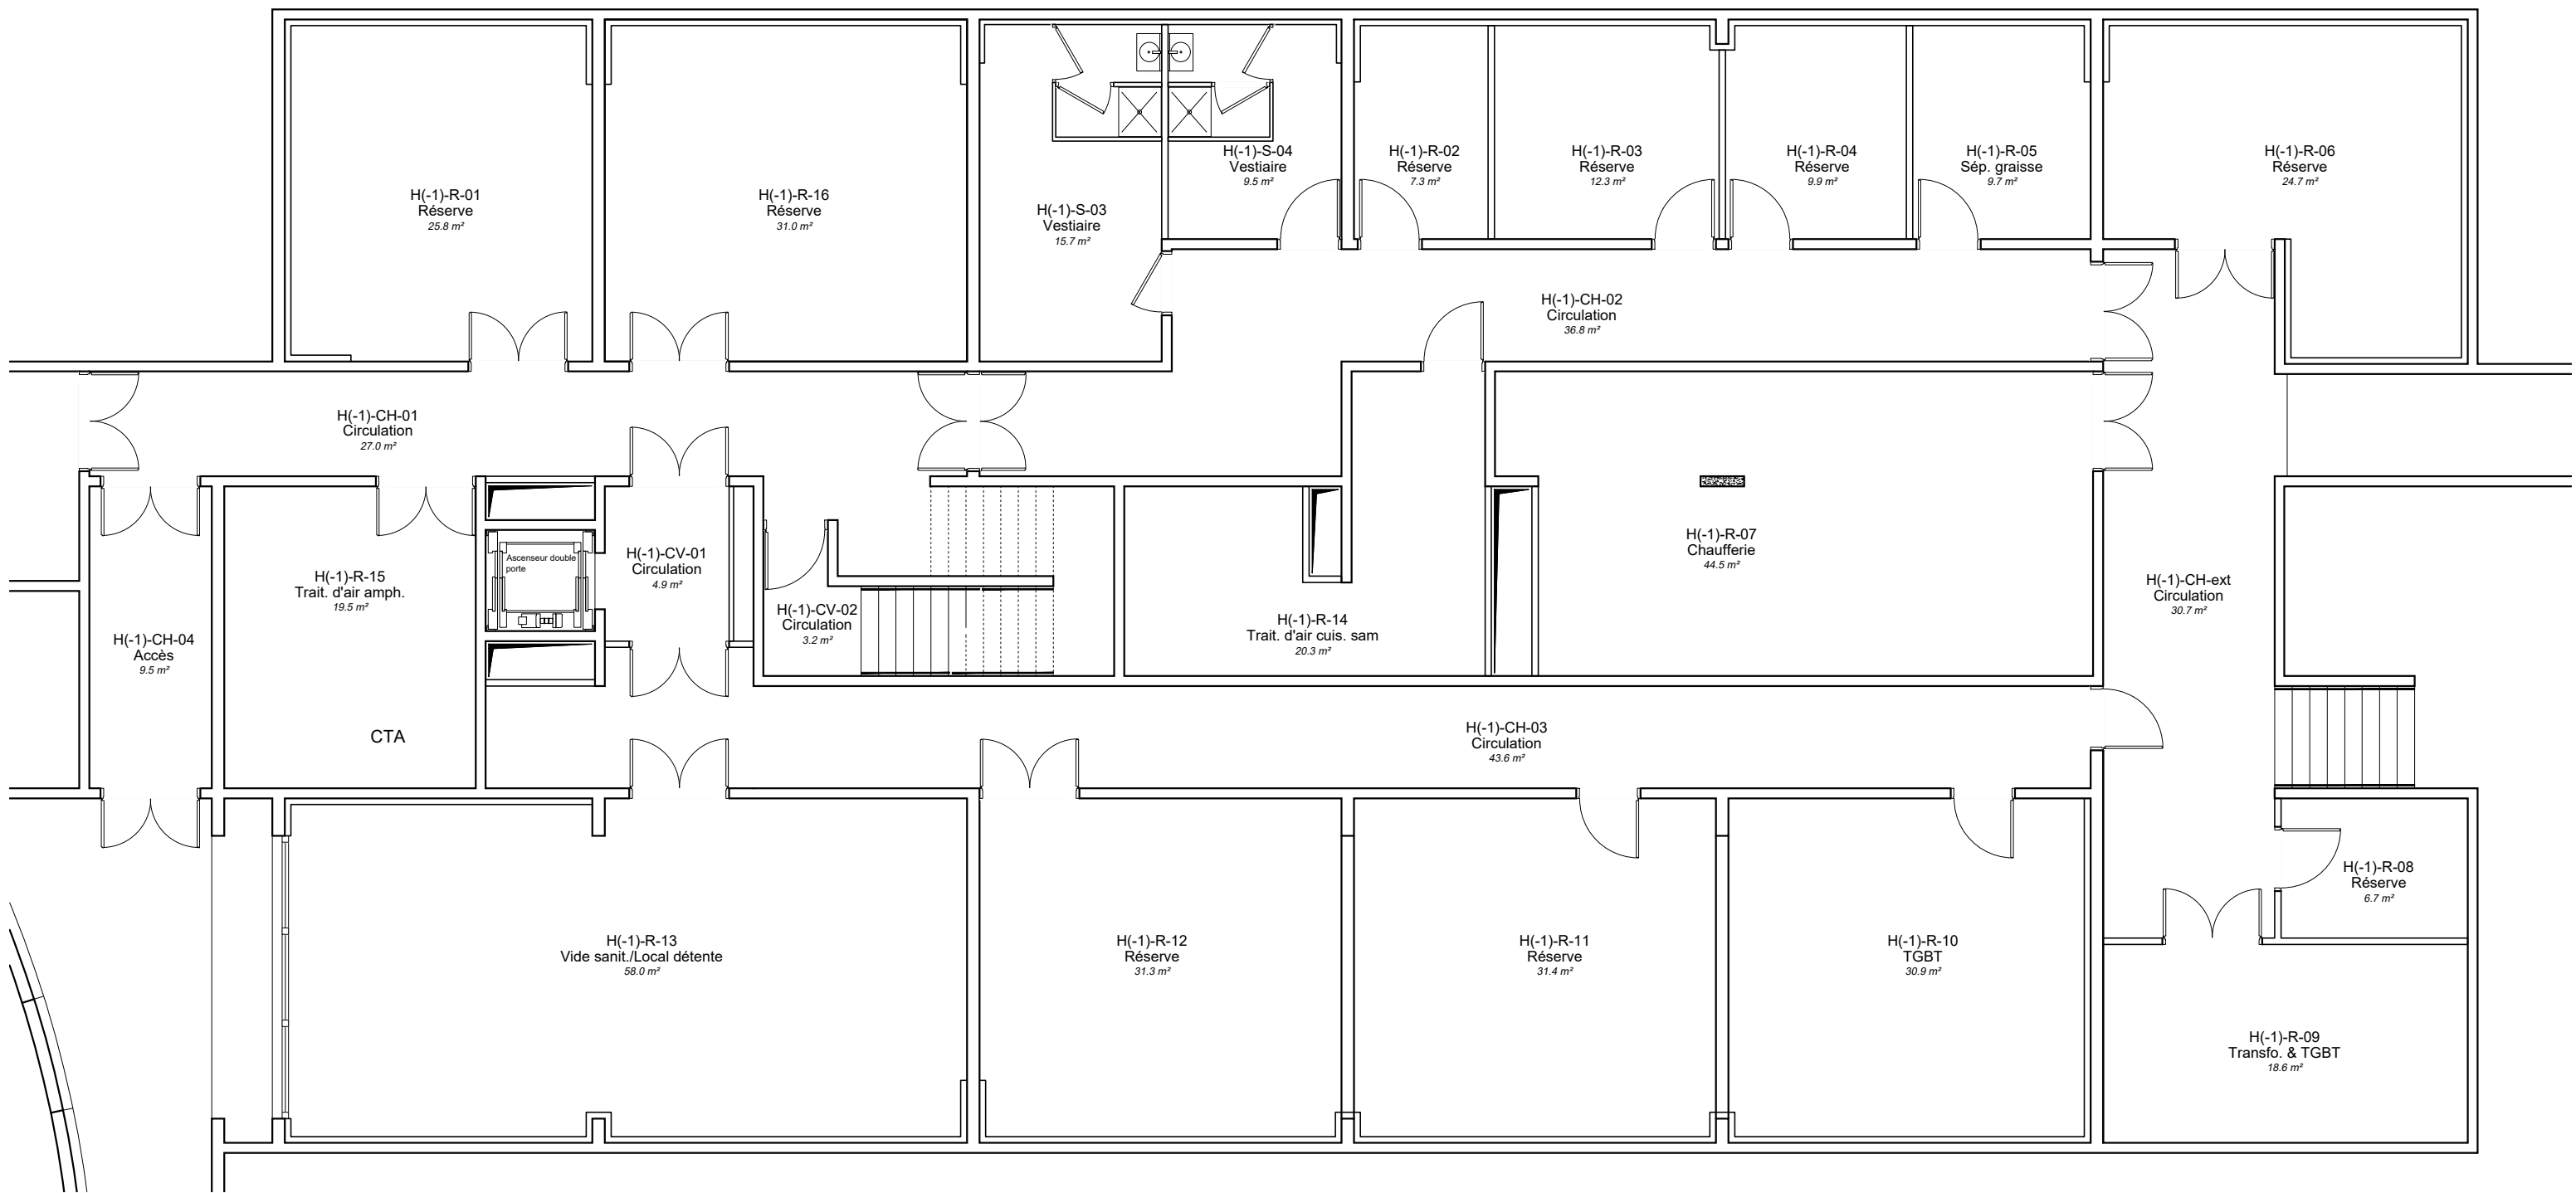 H(-1)-R-01
Réserve
25.8 m²
H(-1)-R-16
Réserve
31.0 m²
H(-1)-S-03
Vestiaire
15.7 m²
H(-1)-S-04
Vestiaire
9.5 m²
H(-1)-R-02
Réserve
7.3 m²
H(-1)-R-03
Réserve
12.3 m²
H(-1)-R-04
Réserve
9.9 m²
H(-1)-R-05
Sép. graisse
9.7 m²
H(-1)-R-06
Réserve
24.7 m²
H(-1)-CH-02
Circulation
36.8 m²
H(-1)-CH-01
Circulation
27.0 m²
H(-1)-CH-04
Accès
9.5 m²
H(-1)-R-15
Trait. d'air amph.
19.5 m²
CTA
Ascenseur double
porte
H(-1)-CV-01
Circulation
4.9 m²
H(-1)-CV-02
Circulation
3.2 m²
H(-1)-R-14
Trait. d'air cuis. sam
20.3 m²
H(-1)-R-07
Chaufferie
44.5 m²
H(-1)-CH-ext
Circulation
30.7 m²
H(-1)-CH-03
Circulation
43.6 m²
H(-1)-R-13
Vide sanit./Local détente
58.0 m²
H(-1)-R-12
Réserve
31.3 m²
H(-1)-R-11
Réserve
31.4 m²
H(-1)-R-10
TGBT
30.9 m²
H(-1)-R-08
Réserve
6.7 m²
H(-1)-R-09
Transfo. & TGBT
18.6 m²